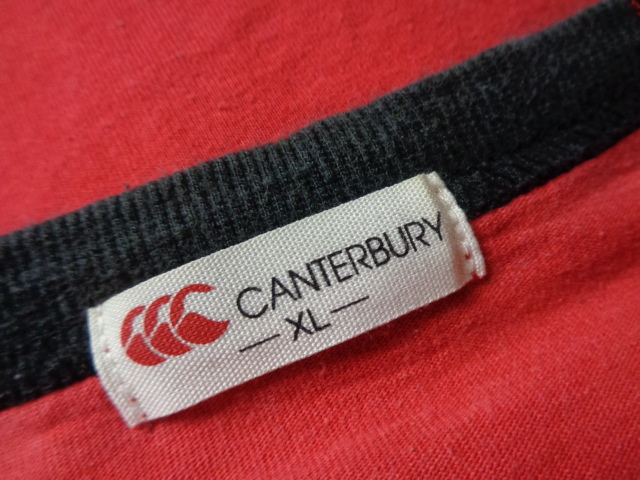 CANTERBURY
— XL —